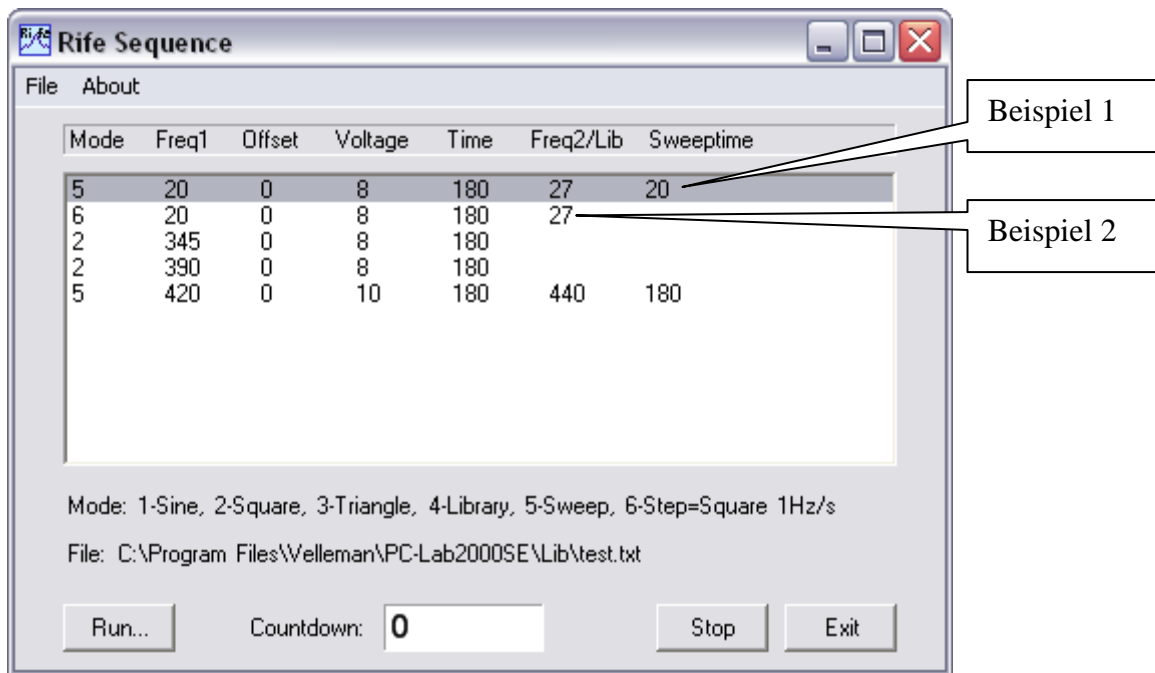 Rife Sequence
File About
Beispiel 1
Mode Freq1 Offset Voltage Time Freq2/Lib Sweeptime
5 20 0 8 180 27 20
6 20 0 8 180 27
Beispiel 2
2 345 0 8 180
2 390 0 8 180
5 420 0 10 180 440 180
Mode: 1-Sine, 2-Square, 3-Triangle, 4-Library, 5-Sweep, 6-Step=Square 1Hz/s
File: C:\Program Files\Velleman\PC-Lab2000SE\Lib\test.txt
Run... Countdown: 0 Stop Exit